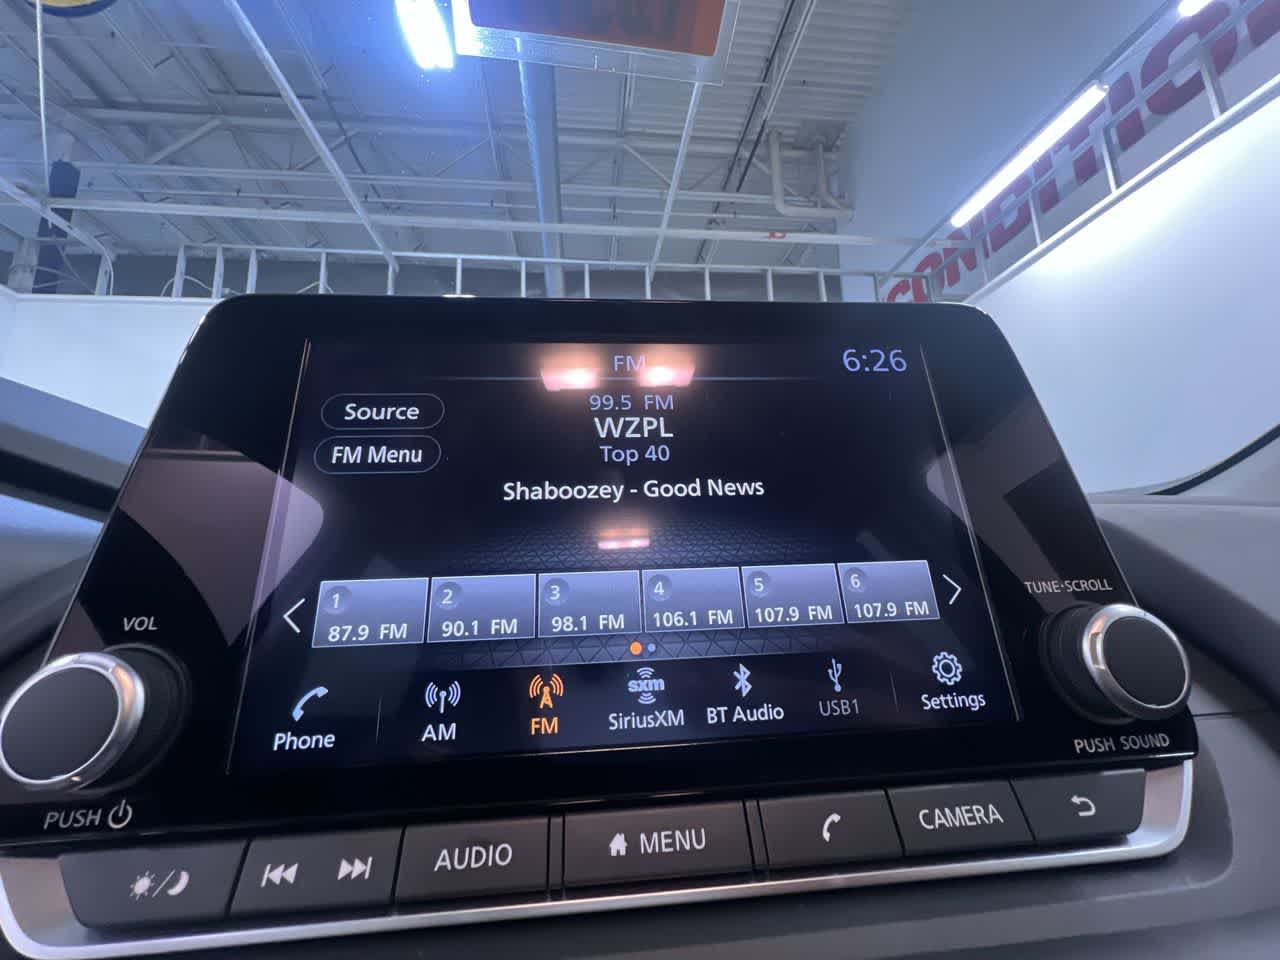 CONDITIO
FM
6:26
Source
99.5 FM
WZPL
FM Menu
Top 40
Shaboozey - Good News
1
2
3
4
5
6
87.9 FM
90.1 FM
98.1 FM
106.1 FM
107.9 FM
107.9 FM
VOL
TUNE·SCROLL
Phone
AM
FM
sxm
SiriusXM
BT Audio
USB1
Settings
PUSH
PUSH SOUND
AUDIO
MENU
CAMERA